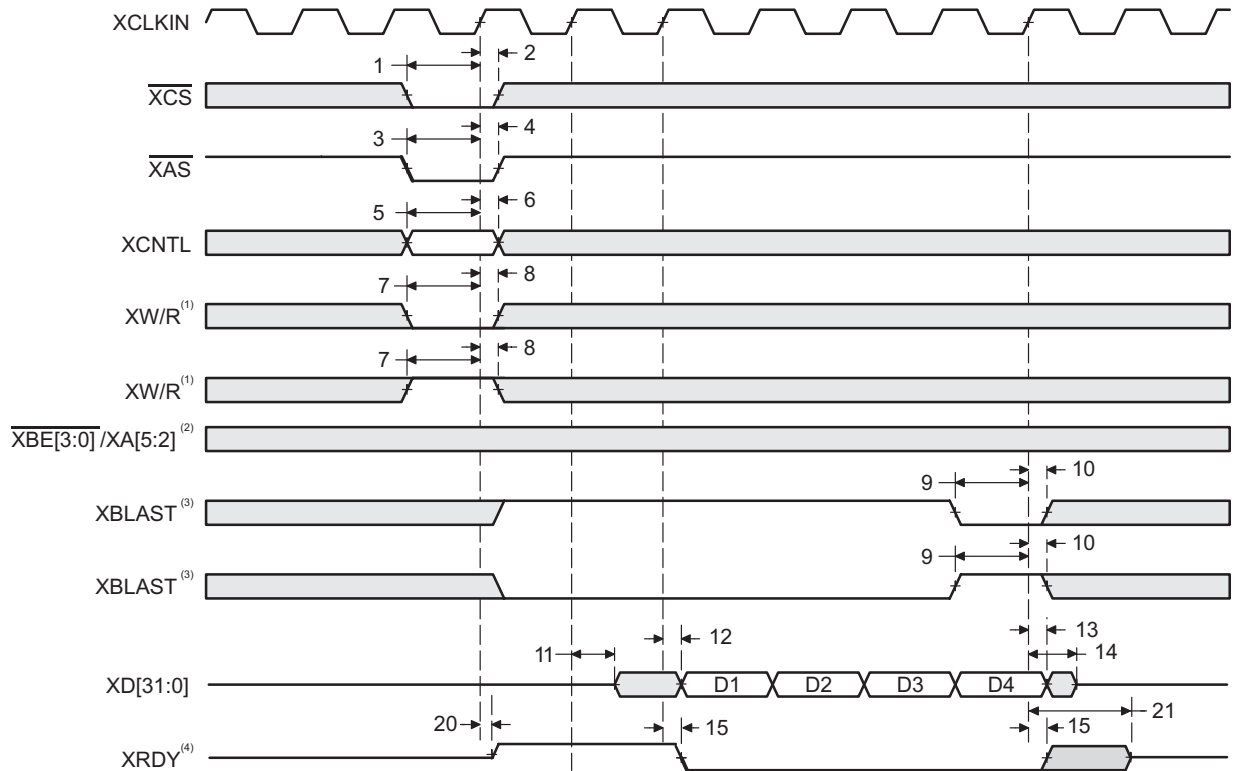 XCLKIN
1 2
XCS
3 4
XAS
5 6
XCNTL
7 8
XW/R(1)
7 8
XW/R(1)
XBE[3:0]/XA[5:2](2)
9 10
XBLAST(3)
9 10
XBLAST(3)
11 12 13 14
XD[31:0] D1 D2 D3 D4
20 15 15 21
XRDY(4)